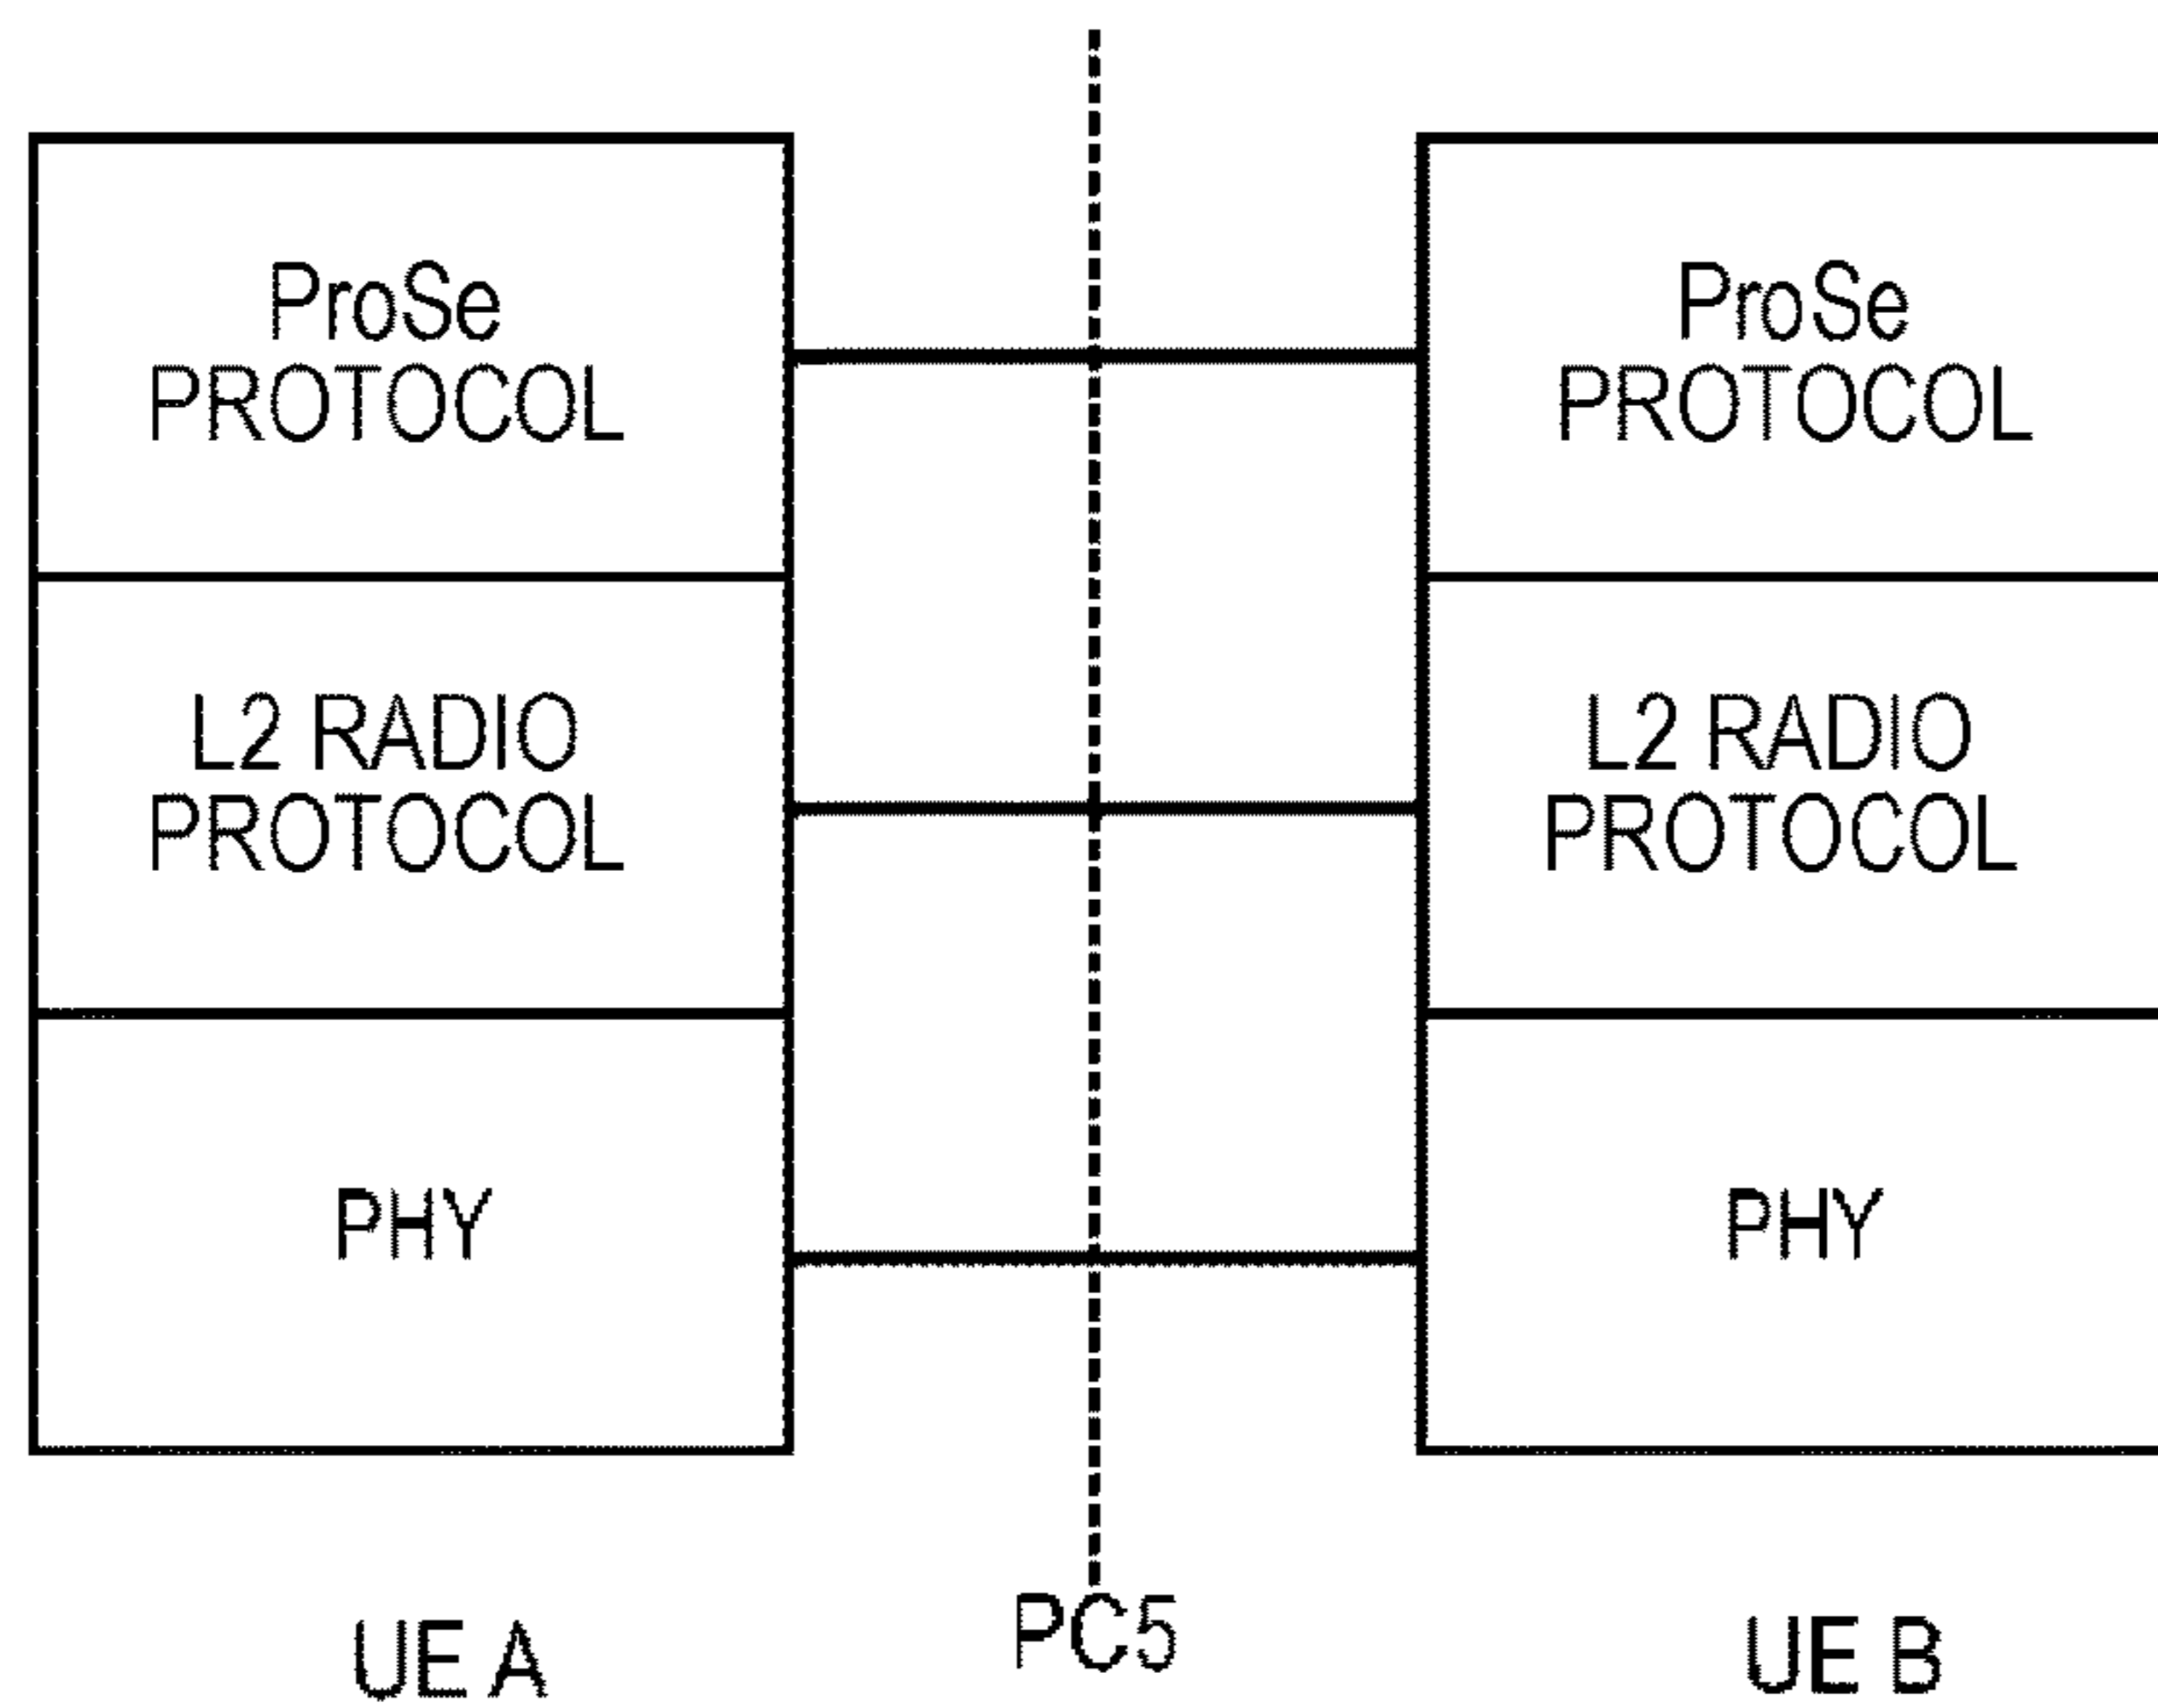 ProSe
PROTOCOL
ProSe
PROTOCOL
L2 RADIO
PROTOCOL
L2 RADIO
PROTOCOL
PHY
PHY
UE A
PC5
UE B